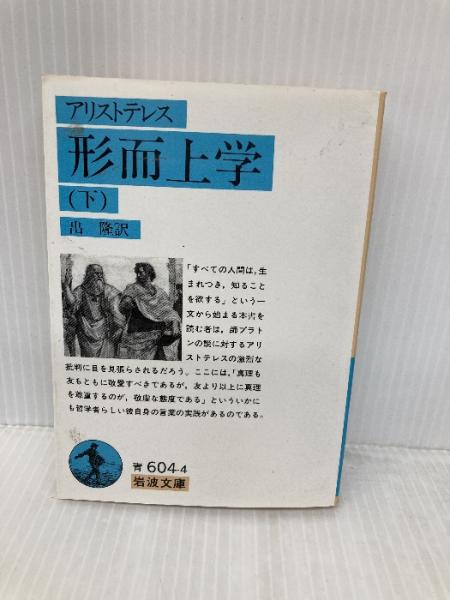 アリストテレス
形而上学
(下)
出 隆訳
「すべての人間は,生
まれつき,知ること
を欲する」という一
文から始まる本書を
読む者は,師プラト
ンの説に対するアリ
ストテレスの激烈な
批判に目を見張らされるだろう。ここには,「真理も
友もともに敬愛すべきであるが,友より以上に真理
を尊重するのが,敬虔な態度である」といういかに
も哲学者らしい彼自身の言葉の実践があるのである。
青 604-4
岩波文庫